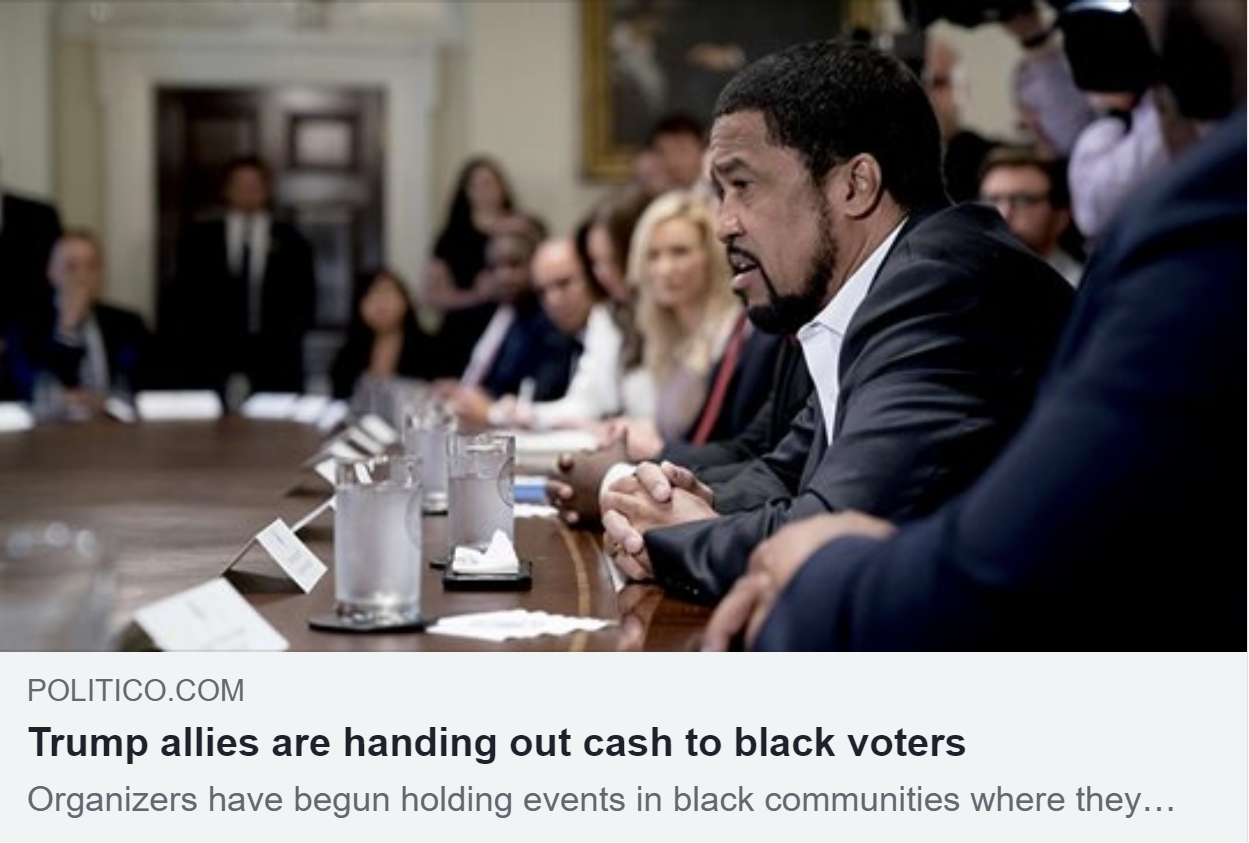 POLITICO.COM
Trump allies are handing out cash to black voters
Organizers have begun holding events in black communities where they…